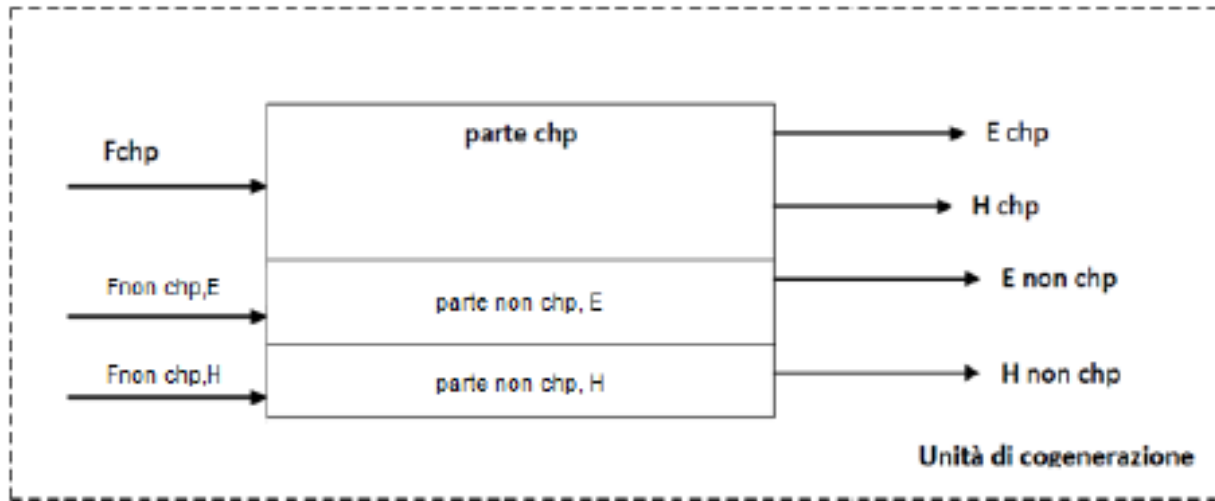 parte chp
E chp
Fchp
H chp
Fnon chp,E
E non chp
parte non chp, E
Fnon chp,H
parte non chp, H
H non chp
Unità di cogenerazione